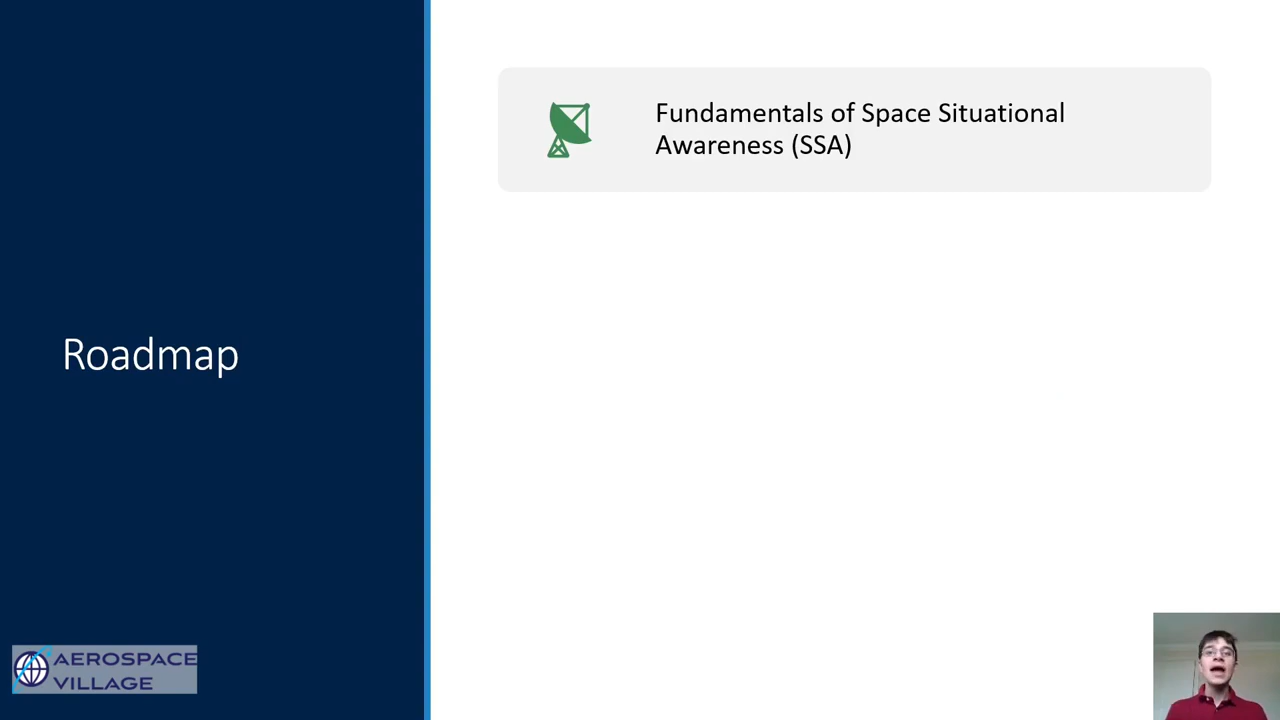 Fundamentals of Space Situational
Awareness (SSA)
Roadmap
AEROSPACE
VILLAGE